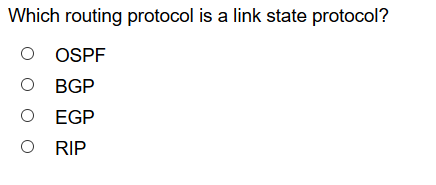 Which routing protocol is a link state protocol?
OSPF
BGP
EGP
RIP